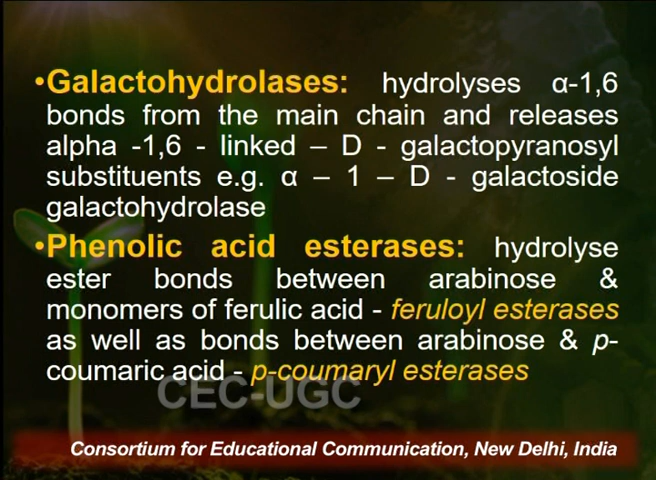 •Galactohydrolases: hydrolyses α-1,6
bonds from the main chain and releases
alpha -1,6 - linked – D - galactopyranosyl
substituents e.g. α – 1 – D - galactoside
galactohydrolase
•Phenolic acid esterases: hydrolyse
ester bonds between arabinose &
monomers of ferulic acid - feruloyl esterases
as well as bonds between arabinose & p-
coumaric acid - p-coumaryl esterases
CEC-UGC
Consortium for Educational Communication, New Delhi, India